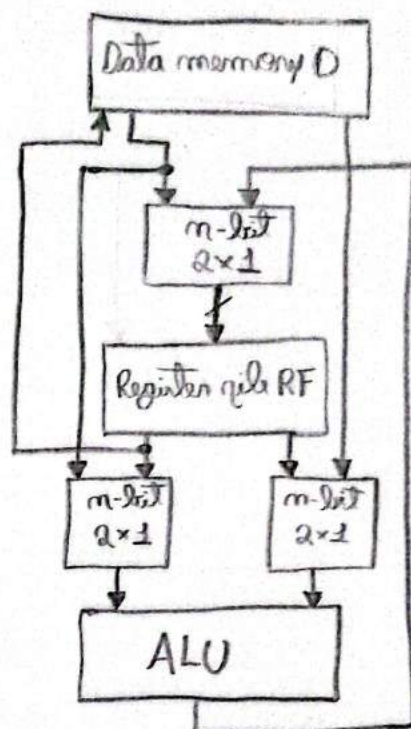 Data memory D
n-bit
2×1
Register file RF
n-bit
2×1
n-bit
2×1
ALU